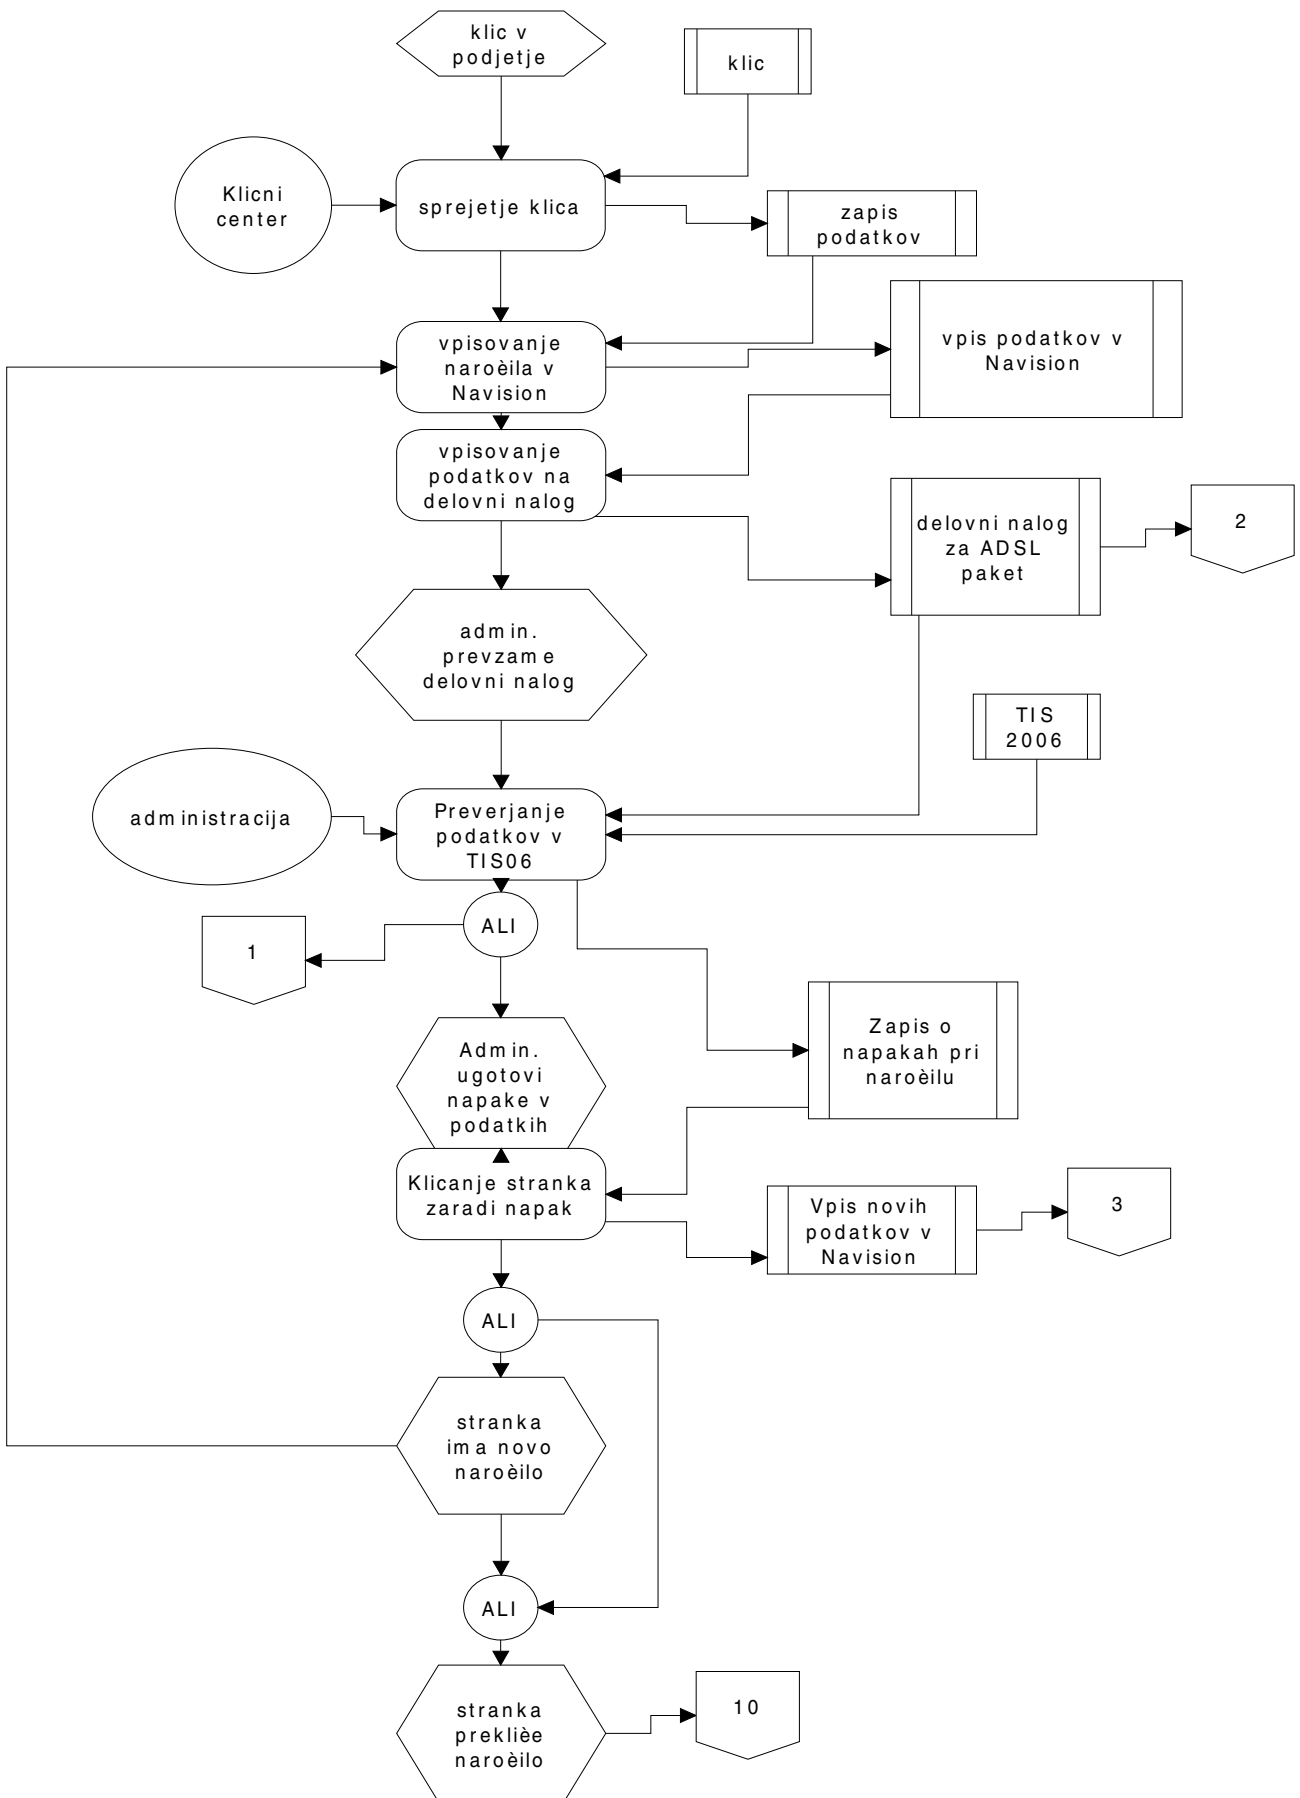 klic v
podjetje
klic
Klicni
center
sprejetje klica
zapis
podatkov
vpisovanje
naroèila v
Navision
vpis podatkov v
Navision
vpisovanje
podatkov na
delovni nalog
delovni nalog
za ADSL
paket
2
admin.
prevzame
delovni nalog
TIS
2006
administracija
Preverjanje
podatkov v
TIS06
ALI
1
Admin.
ugotovi
napake v
podatkih
Zapis o
napakah pri
naroèilu
Klicanje stranka
zaradi napak
Vpis novih
podatkov v
Navision
3
ALI
stranka
ima novo
naroèilo
ALI
stranka
preklièe
naroèilo
10